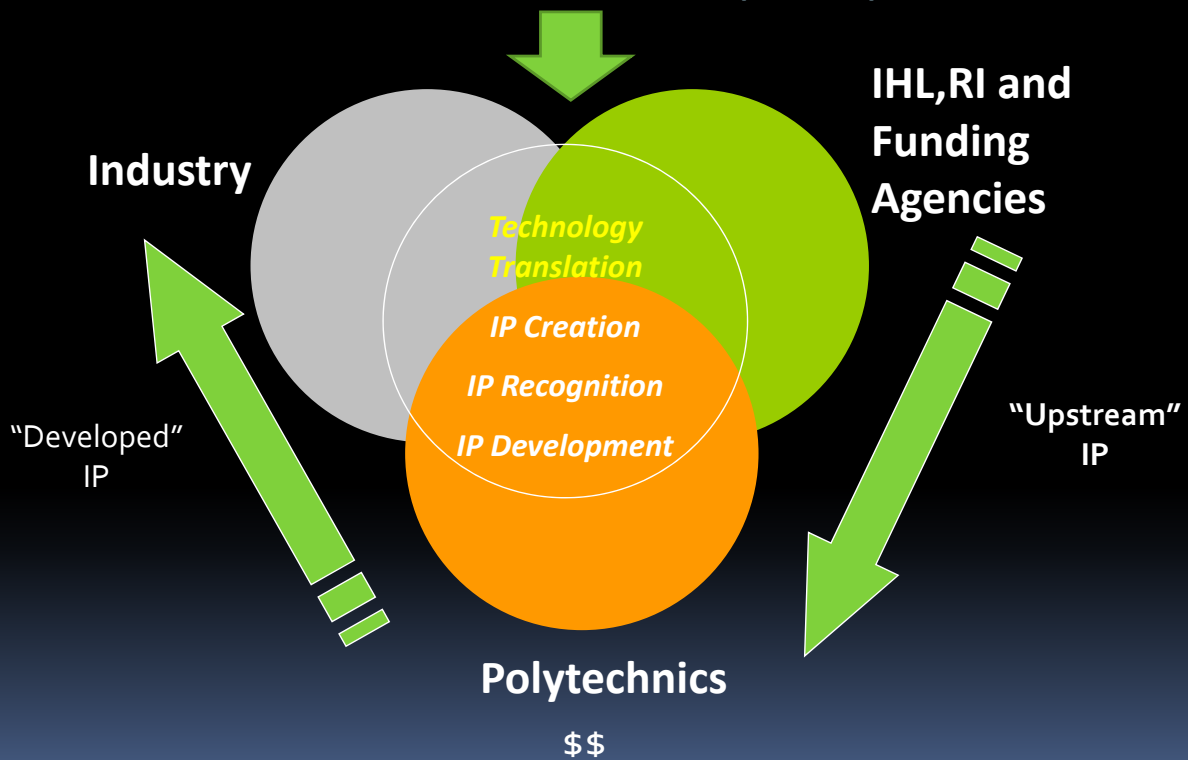 Industry
IHL,RI and
Funding
Agencies
Technology
Translation
IP Creation
IP Recognition
IP Development
“Developed”
IP
“Upstream”
IP
Polytechnics
$$